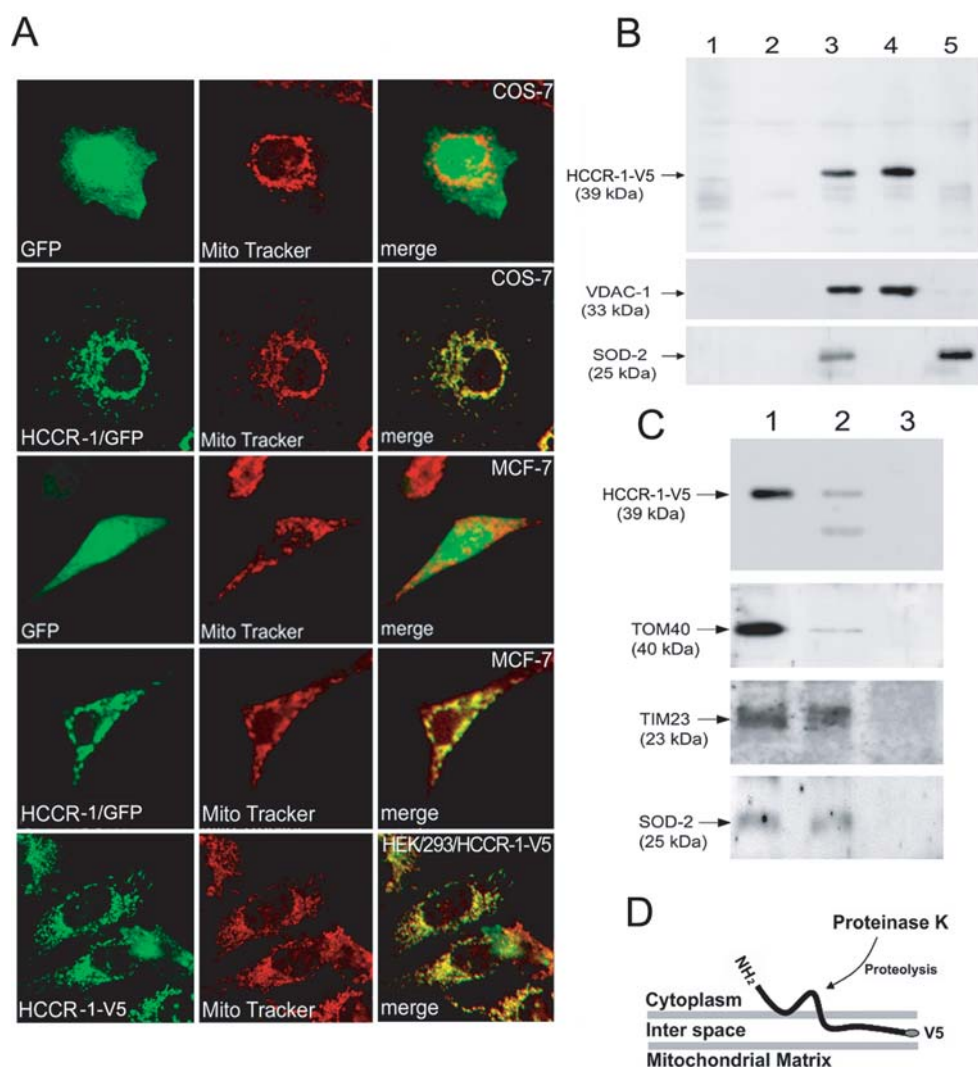 A
COS-7
GFP
Mito Tracker
merge
COS-7
HCCR-1/GFP
Mito Tracker
merge
MCF-7
GFP
Mito Tracker
merge
MCF-7
HCCR-1/GFP
Mito Tracker
merge
HEK/293/HCCR-1-V5
HCCR-1-V5
Mito Tracker
merge
B
1 2 3 4 5
HCCR-1-V5
(39 kDa)
VDAC-1
(33 kDa)
SOD-2
(25 kDa)
C
1 2 3
HCCR-1-V5
(39 kDa)
TOM40
(40 kDa)
TIM23
(23 kDa)
SOD-2
(25 kDa)
D
Proteinase K
Proteolysis
NH2
Cytoplasm
Inter space
V5
Mitochondrial Matrix